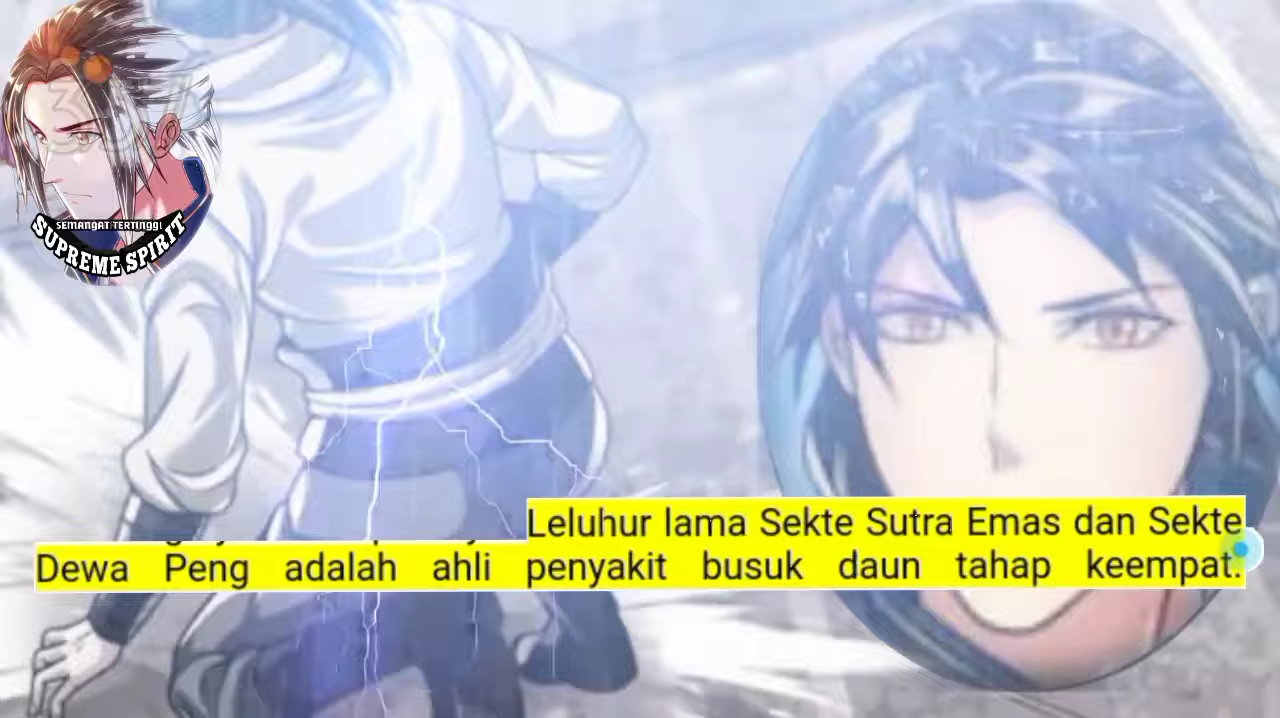 SEMANGAT TERTINGGI
SUPREME SPIRIT
Leluhur lama Sekte Sutra Emas dan Sekte
Dewa Peng adalah ahli penyakit busuk daun tahap keempat.